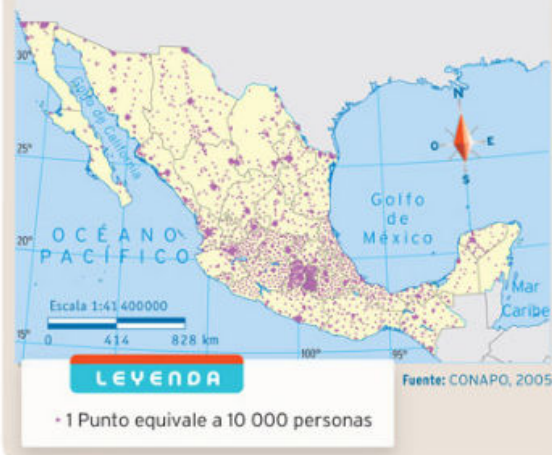 30°
Golfo de California
25°
N
O
E
S
Golfo
de
México
OCÉANO
PACÍFICO
20°
Mar
Caribe
Escala 1:41 400000
0 414 828 km
15°
100°
95°
LEYENDA
Fuente: CONAPO, 2005
1 Punto equivale a 10 000 personas